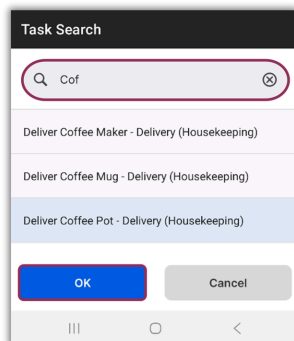 Task Search
Cof
Deliver Coffee Maker - Delivery (Housekeeping)
Deliver Coffee Mug - Delivery (Housekeeping)
Deliver Coffee Pot - Delivery (Housekeeping)
OK
Cancel